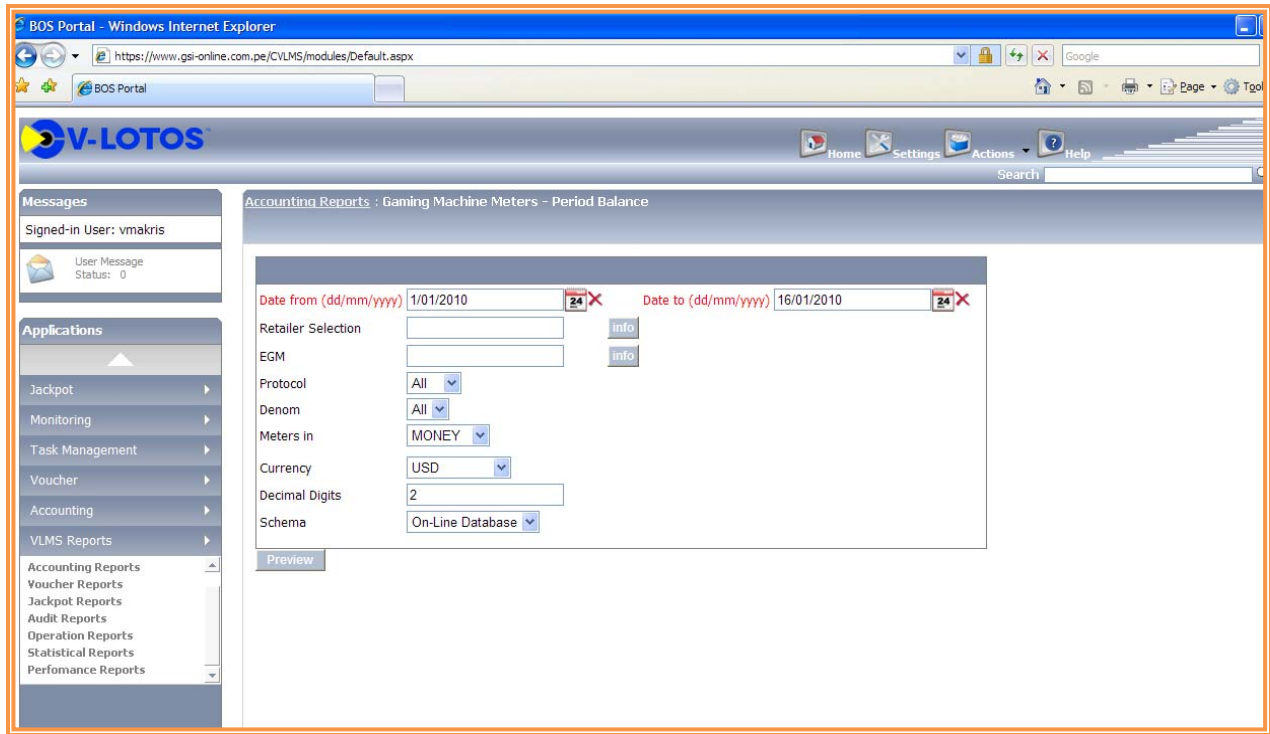 BOS Portal - Windows Internet Explorer
https://www.gsi-online.com.pe/CVLMS/modules/Default.aspx
Google
BOS Portal
Page
V-LOTOS
Home Settings Actions Help
Search
Messages
Signed-in User: vmakris
User Message
Status: 0
Accounting Reports : Gaming Machine Meters - Period Balance
Date from (dd/mm/yyyy) 1/01/2010 24 Date to (dd/mm/yyyy) 16/01/2010 24
Retailer Selection info
EGM info
Protocol All
Denom All
Meters in MONEY
Currency USD
Decimal Digits 2
Schema On-Line Database
Preview
Applications
Jackpot
Monitoring
Task Management
Voucher
Accounting
VLMS Reports
Accounting Reports
Voucher Reports
Jackpot Reports
Audit Reports
Operation Reports
Statistical Reports
Perfomance Reports